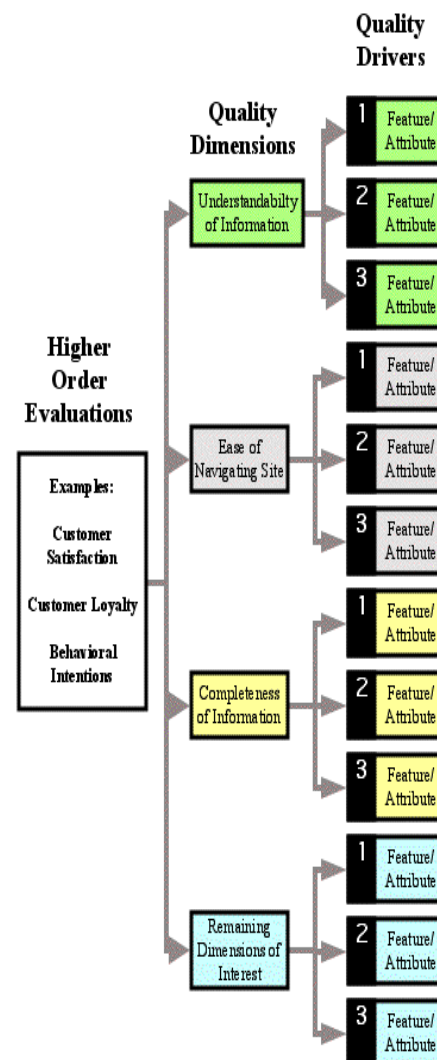 Quality
Drivers
Quality
Dimensions
1
Feature/
Attribute
2
Feature/
Attribute
3
Feature/
Attribute
Understandabilty
of Information
Higher
Order
Evaluations
Examples:
Customer
Satisfaction
Customer Loyalty
Behavioral
Intentions
1
Feature/
Attribute
2
Feature/
Attribute
3
Feature/
Attribute
Ease of
Navigating Site
1
Feature/
Attribute
2
Feature/
Attribute
3
Feature/
Attribute
Completeness
of Information
1
Feature/
Attribute
2
Feature/
Attribute
3
Feature/
Attribute
Remaining
Dimensions of
Interest